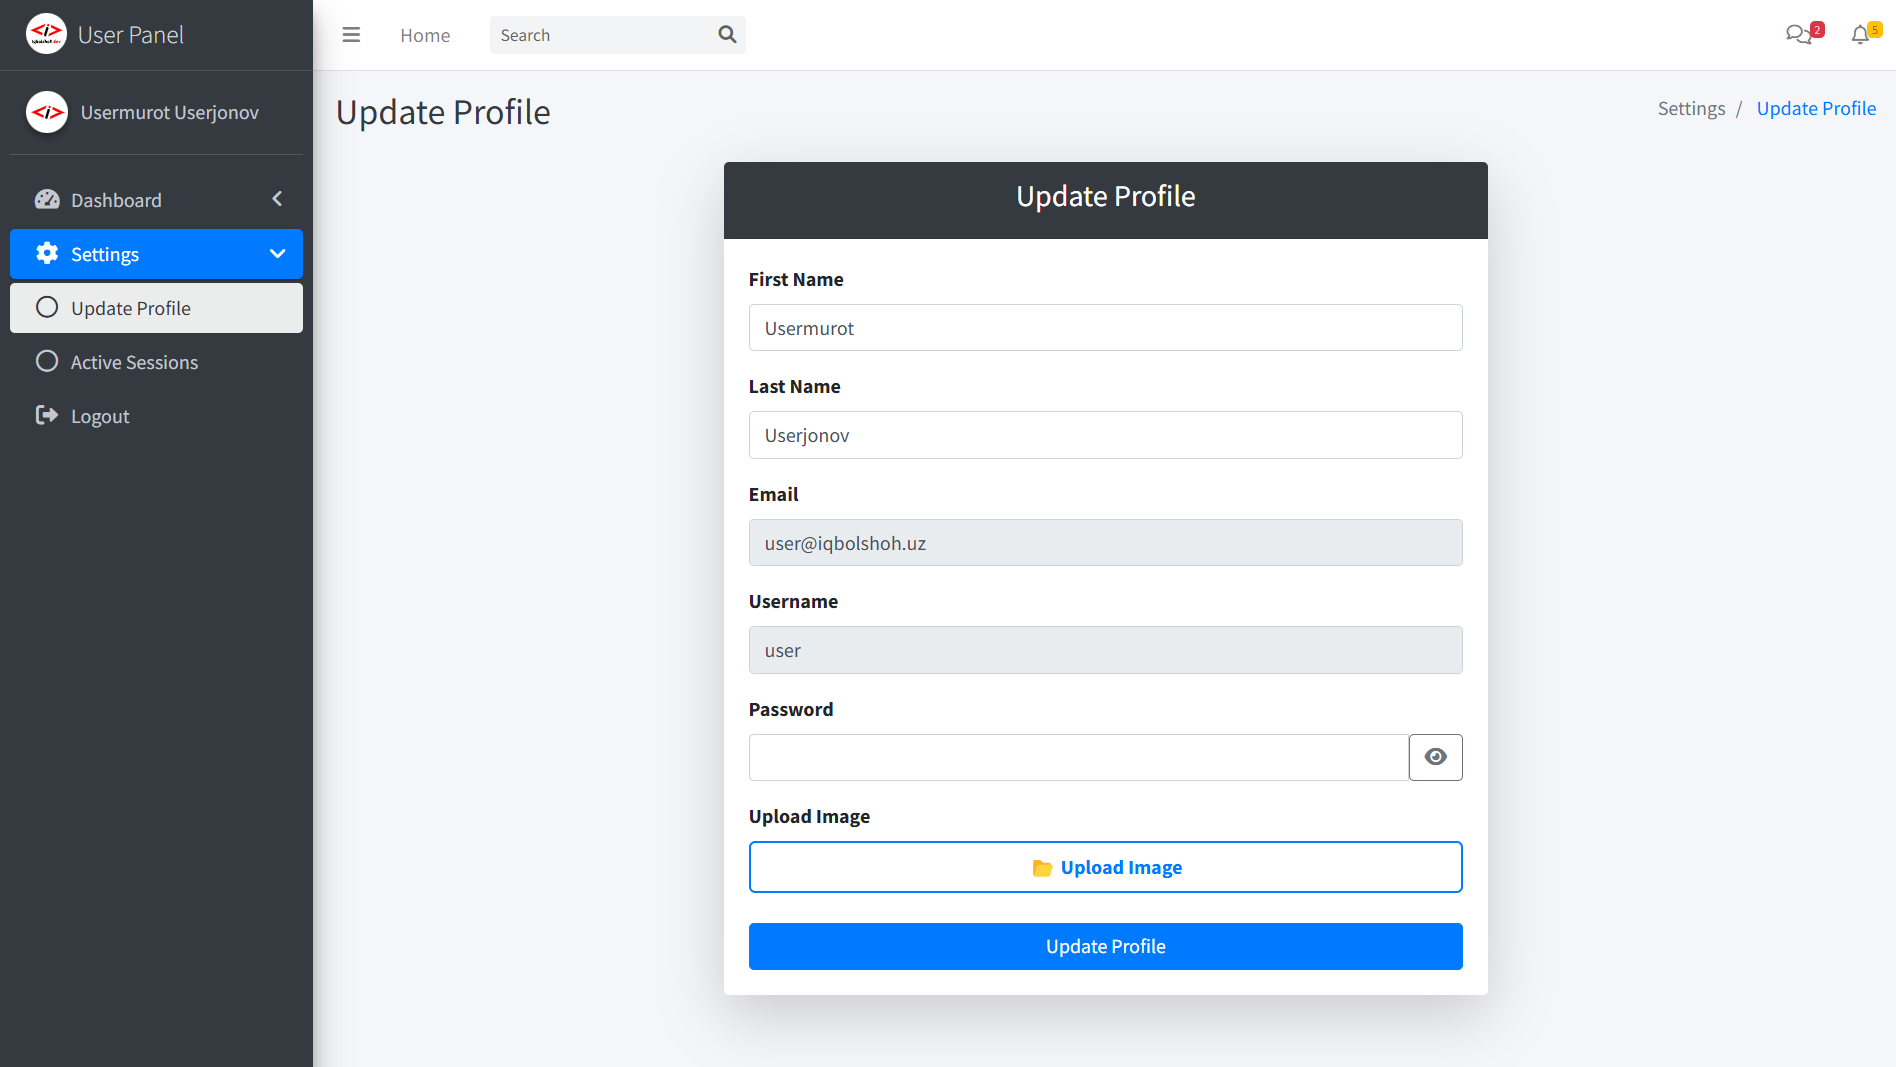 User Panel
Home
Search
2
5
Usermurot Userjonov
Dashboard
Settings
Update Profile
Active Sessions
Logout
Update Profile
Settings / Update Profile
Update Profile
First Name
Usermurot
Last Name
Userjonov
Email
user@iqbolshoh.uz
Username
user
Password
Upload Image
Upload Image
Update Profile